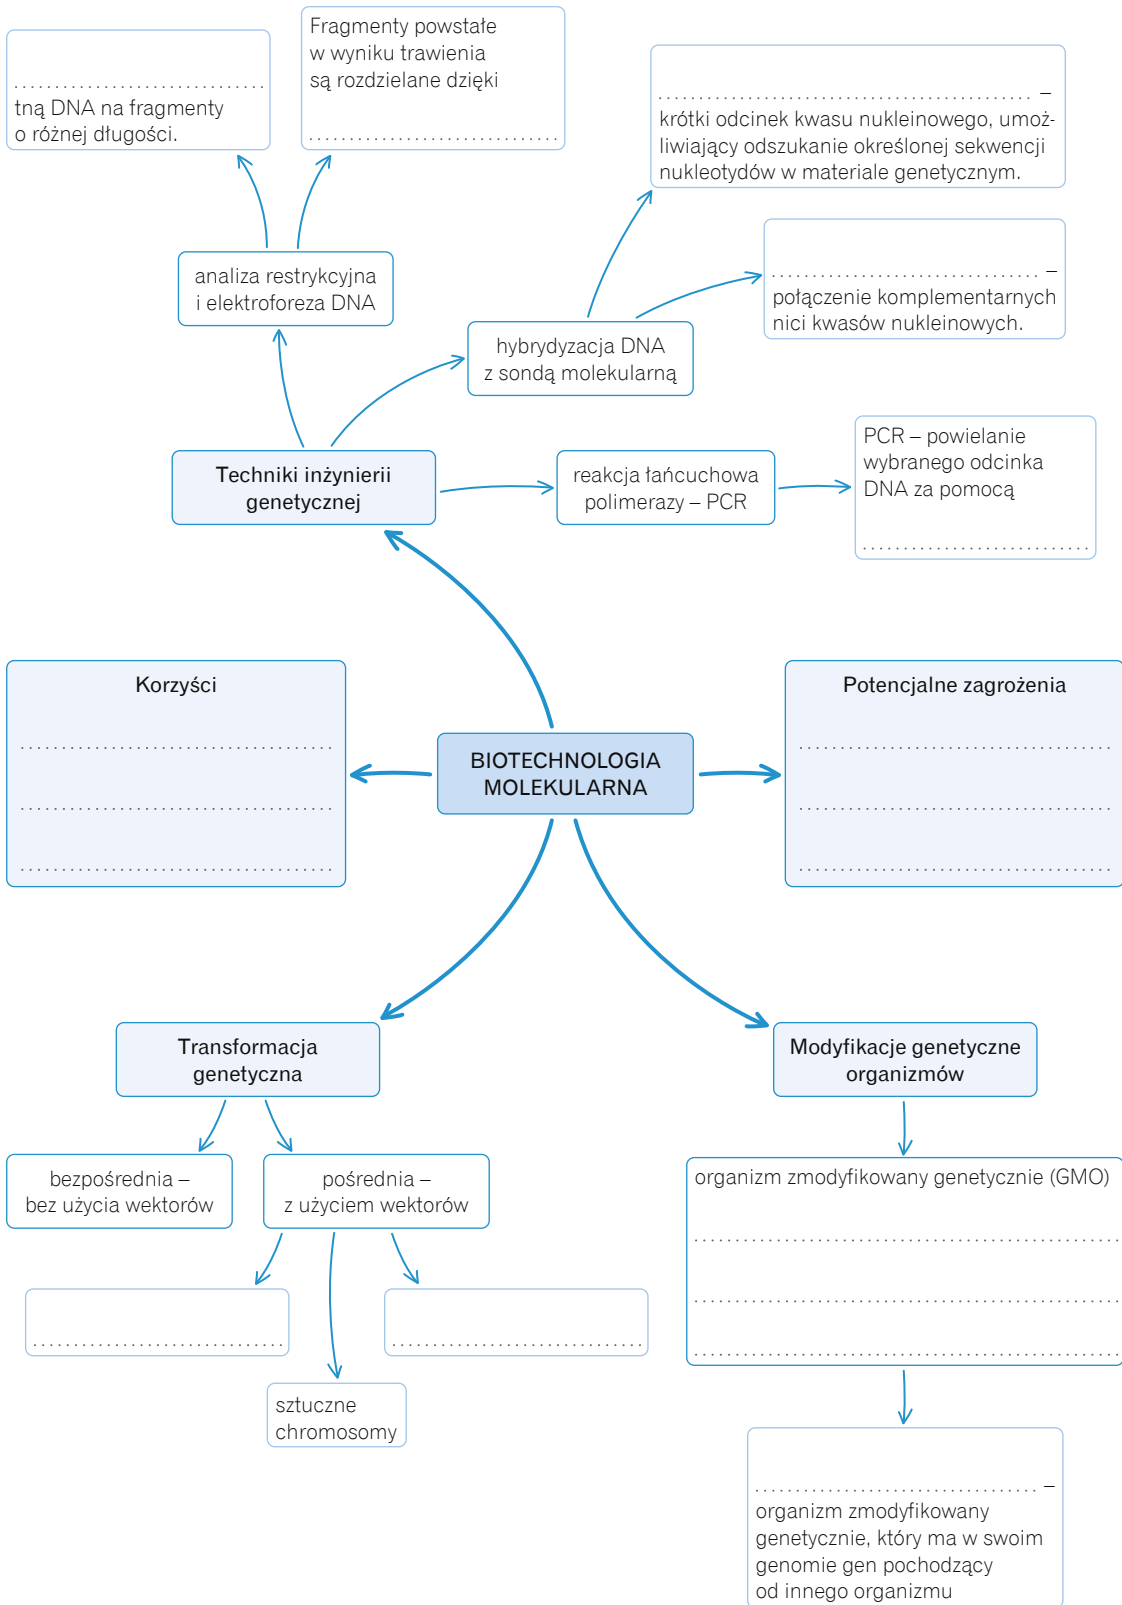 tną DNA na fragmenty
o różnej długości.
Fragmenty powstałe
w wyniku trawienia
są rozdzielane dzięki
–
krótki odcinek kwasu nukleinowego, umoż-
liwiający odszukanie określonej sekwencji
nukleotydów w materiale genetycznym.
–
połączenie komplementarnych
nici kwasów nukleinowych.
analiza restrykcyjna
i elektroforeza DNA
hybrydyzacja DNA
z sondą molekularną
Techniki inżynierii
genetycznej
reakcja łańcuchowa
polimerazy – PCR
PCR – powielanie
wybranego odcinka
DNA za pomocą
Korzyści
BIOTECHNOLOGIA
MOLEKULARNA
Potencjalne zagrożenia
Transformacja
genetyczna
Modyfikacje genetyczne
organizmów
bezpośrednia –
bez użycia wektorów
pośrednia –
z użyciem wektorów
organizm zmodyfikowany genetycznie (GMO)
sztuczne
chromosomy
–
organizm zmodyfikowany
genetycznie, który ma w swoim
genomie gen pochodzący
od innego organizmu